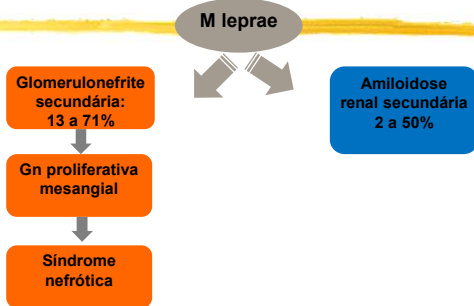 M leprae
Glomerulonefrite
secundária:
13 a 71%
Amiloidose
renal secundária
2 a 50%
Gn proliferativa
mesangial
Síndrome
nefrótica